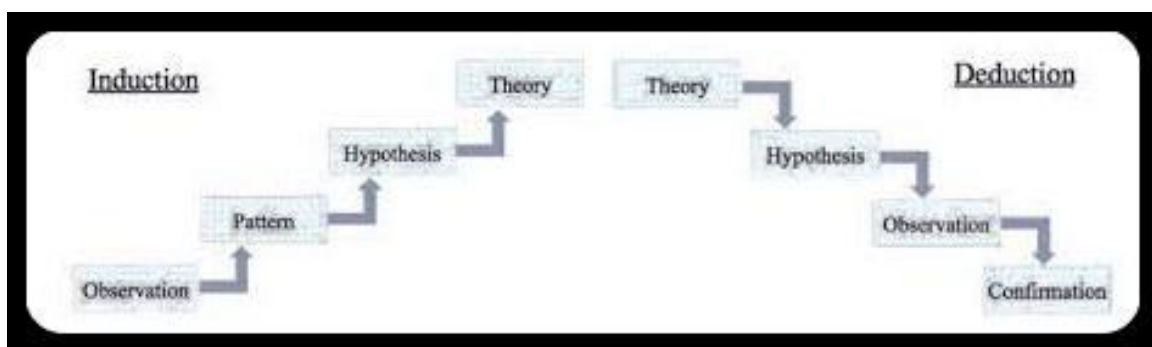 Induction
Observation
Pattern
Hypothesis
Theory
Deduction
Theory
Hypothesis
Observation
Confirmation